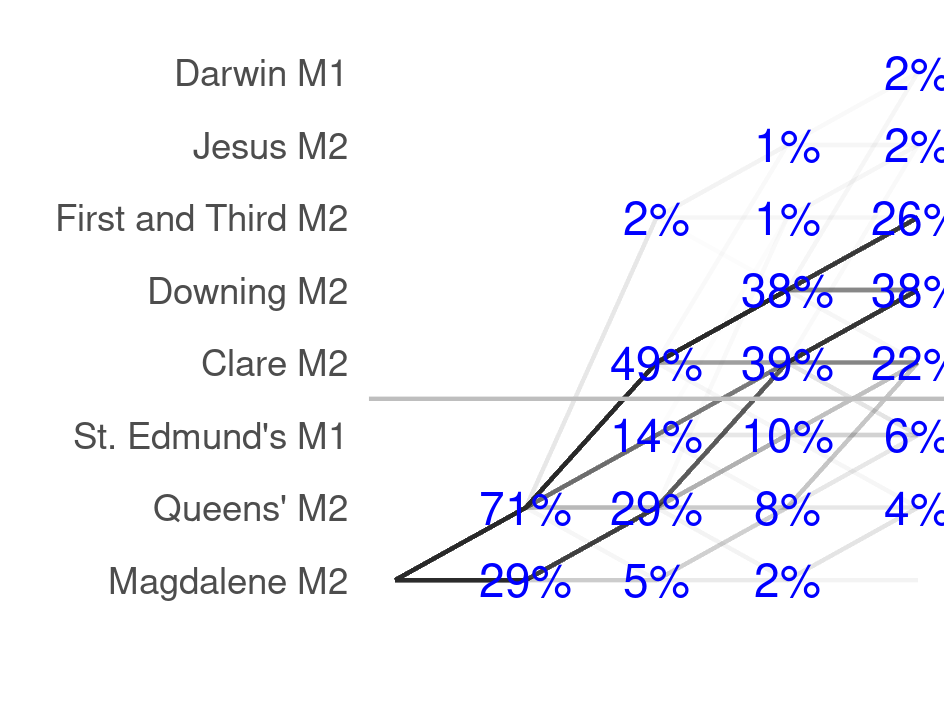 Darwin M1 2%
Jesus M2 1% 2%
First and Third M2 2% 1% 26%
Downing M2 38% 38%
Clare M2 49% 39% 22%
St. Edmund's M1 14% 10% 6%
Queens' M2 71% 29% 8% 4%
Magdalene M2 29% 5% 2%